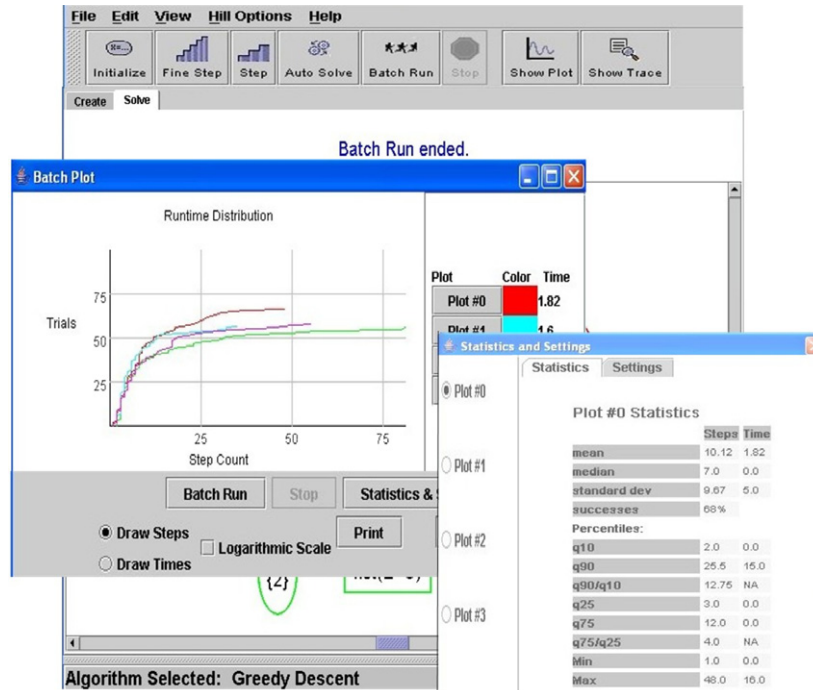 File Edit View Hill Options Help
Initialize Fine Step Step Auto Solve Batch Run Stop Show Plot Show Trace
Create Solve
Batch Run ended.
Batch Plot
Runtime Distribution
Trials
75
50
25
25 50 75
Step Count
Plot Color Time
Plot #0 1.82
Plot #1 1.6
Batch Run Stop Statistics &
Draw Steps
Logarithmic Scale
Print
Draw Times
Statistics and Settings
Statistics Settings
Plot #0
Plot #1
Plot #2
Plot #3
Plot #0 Statistics
Steps Time
mean 10.12 1.82
median 7.0 0.0
standard dev 9.67 5.0
successes 68%
Percentiles:
q10 2.0 0.0
q90 25.5 15.0
q90/q10 12.75 NA
q25 3.0 0.0
q75 12.0 0.0
q75/q25 4.0 NA
Min 1.0 0.0
Max 48.0 16.0
{2}
Algorithm Selected: Greedy Descent